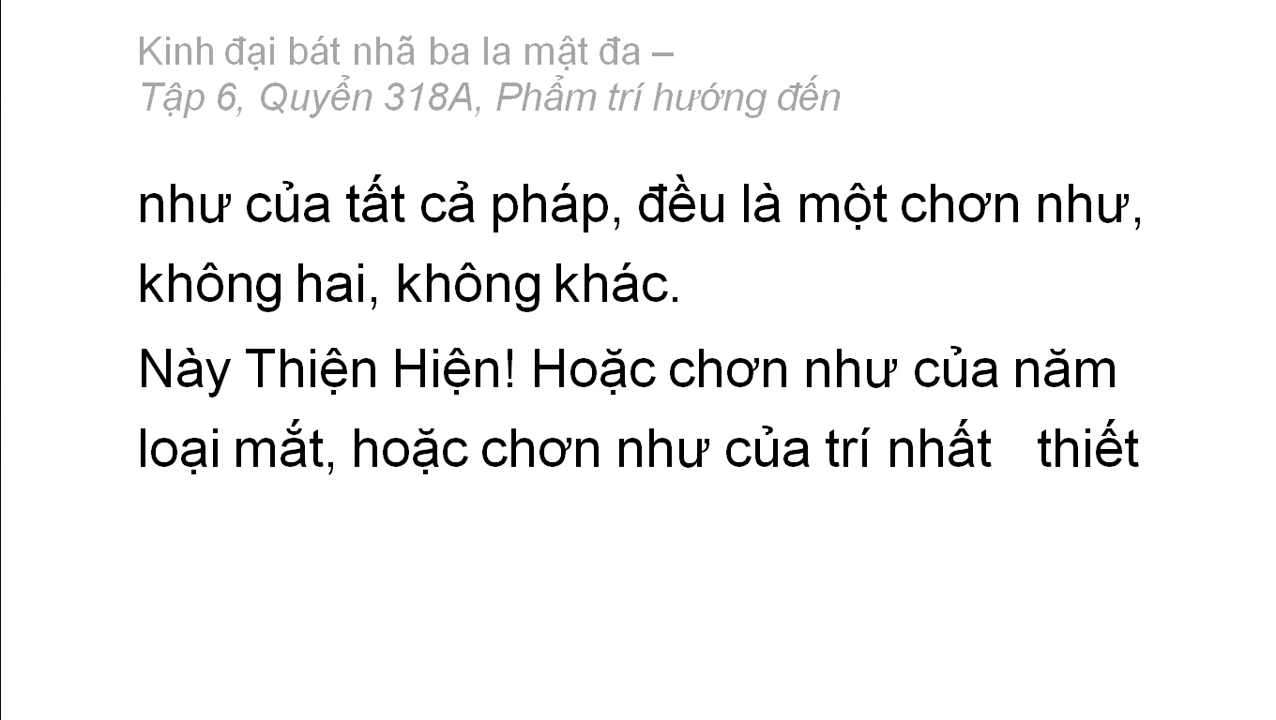 Kinh đại bát nhã ba la mật đa –
Tập 6, Quyển 318A, Phẩm trí hướng đến
như của tất cả pháp, đều là một chơn như,
không hai, không khác.
Này Thiện Hiện! Hoặc chơn như của năm
loại mắt, hoặc chơn như của trí nhất thiết